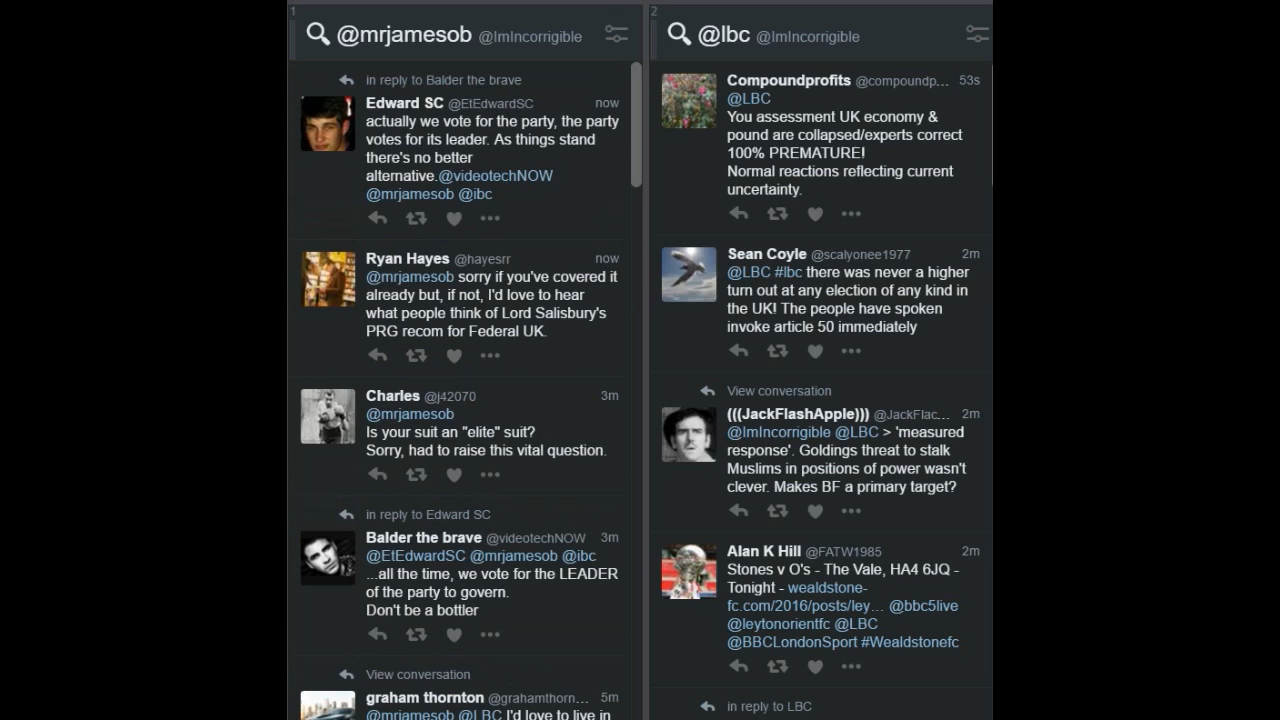 1
@mrjamesob @ImIncorrigible
in reply to Balder the brave
Edward SC @EtEdwardSC now
actually we vote for the party, the party
votes for its leader. As things stand
there's no better
alternative.@videotechNOW
@mrjamesob @ibc
Ryan Hayes @hayesrr now
@mrjamesob sorry if you've covered it
already but, if not, I'd love to hear
what people think of Lord Salisbury's
PRG recom for Federal UK.
Charles @j42070 3m
@mrjamesob
Is your suit an "elite" suit?
Sorry, had to raise this vital question.
in reply to Edward SC
Balder the brave @videotechNOW 3m
@EtEdwardSC @mrjamesob @ibc
...all the time, we vote for the LEADER
of the party to govern.
Don't be a bottler
View conversation
graham thornton @grahamthorn... 5m
@mrjamesob @LBC I'd love to live in
2
@lbc @ImIncorrigible
Compoundprofits @compoundp... 53s
@LBC
You assessment UK economy &
pound are collapsed/experts correct
100% PREMATURE!
Normal reactions reflecting current
uncertainty.
Sean Coyle @scalyonee1977 2m
@LBC #lbc there was never a higher
turn out at any election of any kind in
the UK! The people have spoken
invoke article 50 immediately
View conversation
(((JackFlashApple))) @JackFlac... 2m
@ImIncorrigible @LBC > 'measured
response'. Goldings threat to stalk
Muslims in positions of power wasn't
clever. Makes BF a primary target?
Alan K Hill @FATW1985 2m
Stones v O's - The Vale, HA4 6JQ -
Tonight - wealdstone-
fc.com/2016/posts/ley... @bbc5live
@leytonorientfc @LBC
@BBCLondonSport #Wealdstonefc
in reply to LBC